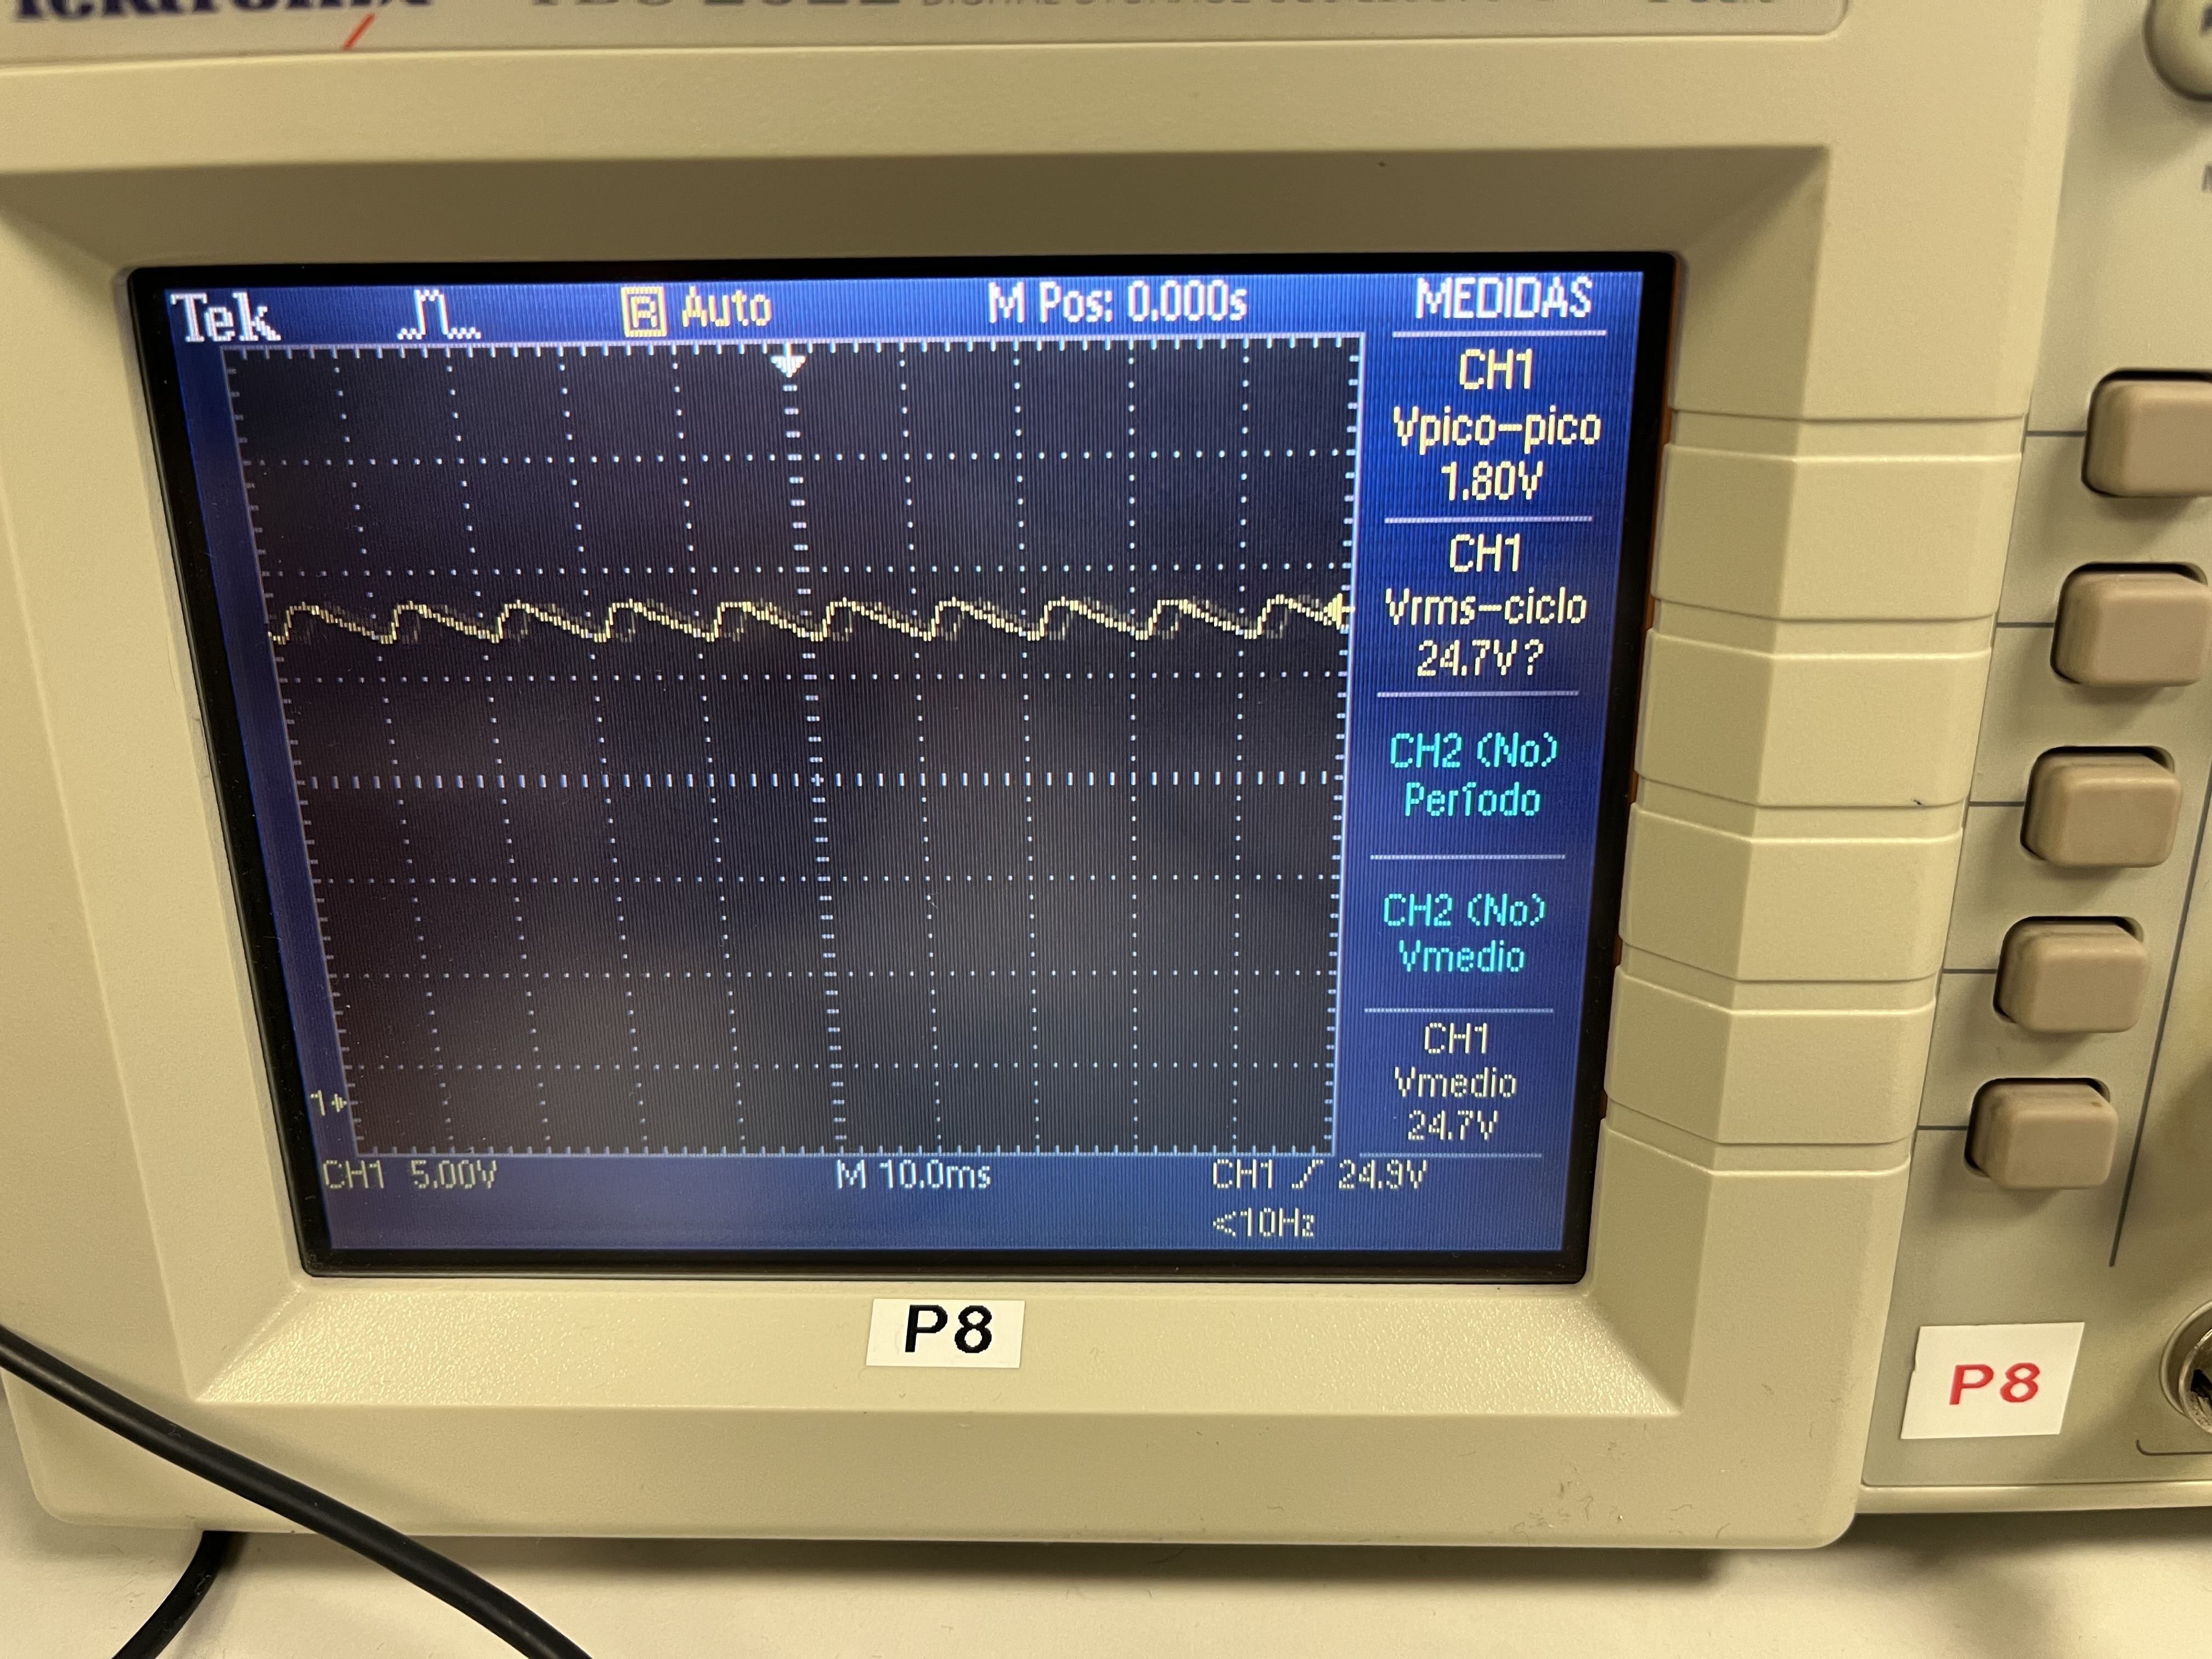 Tek
R Auto
M Pos: 0.000s
MEDIDAS
CH1
Vpico-pico
1.80V
CH1
Vrms-ciclo
24.7V?
CH2 (No)
Período
CH2 (No)
Vmedio
CH1
Vmedio
24.7V
1
CH1 5.00V
M 10.0ms
CH1 24.9V
<10Hz
P8
P8